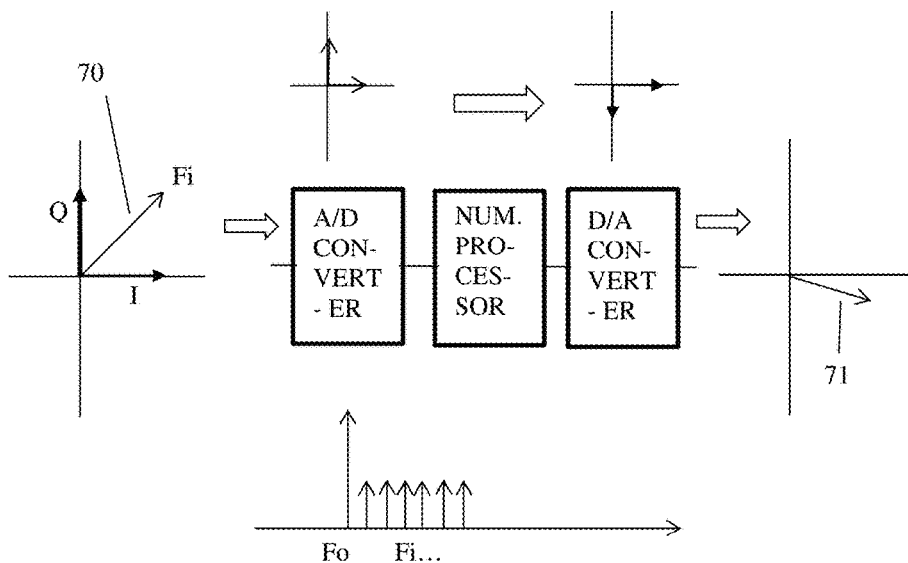 70
Fi
Q
I
A/D
CON-
VERT
- ER
NUM.
PRO-
CES-
SOR
D/A
CON-
VERT
- ER
71
Fo
Fi...